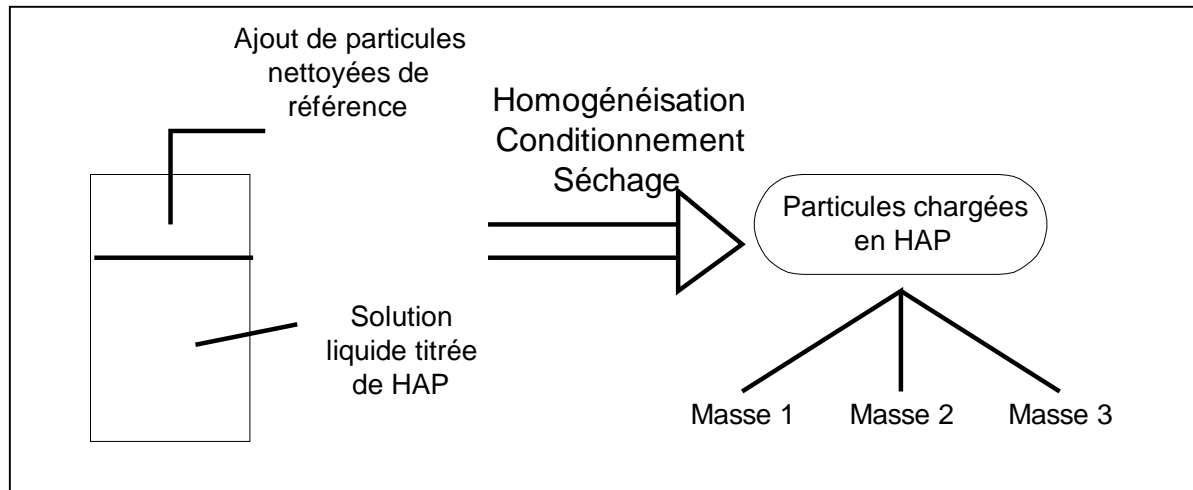 Ajout de particules
nettoyées de
référence
Homogénéisation
Conditionnement
Séchage
Particules chargées
en HAP
Solution
liquide titrée
de HAP
Masse 1
Masse 2
Masse 3